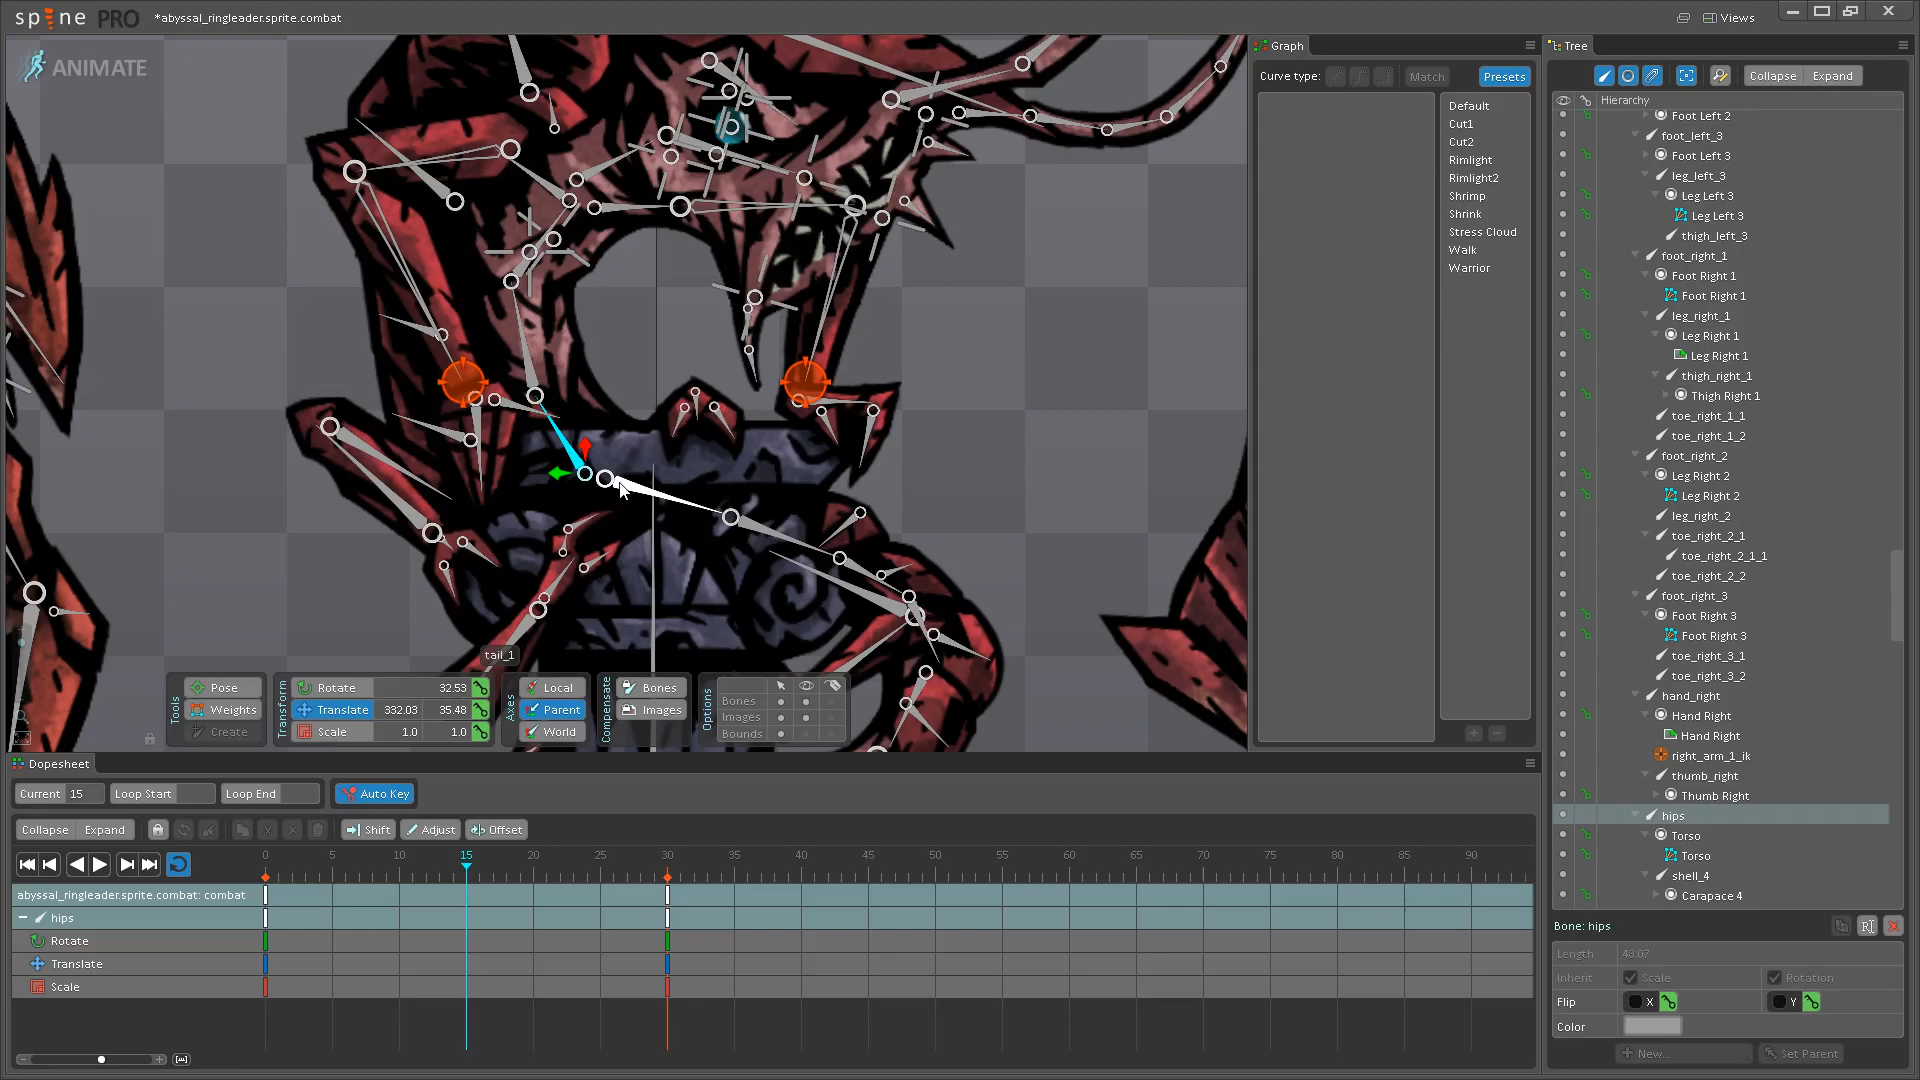 spine PRO *abyssal_ringleader.sprite.combat
Views
ANIMATE
Graph
Curve type:
Match
Presets
Default
Cut1
Cut2
Rimlight
Rimlight2
Shrimp
Shrink
Stress Cloud
Walk
Warrior
Tree
Collapse Expand
Hierarchy
Foot Left 2
foot_left_3
Foot Left 3
leg_left_3
Leg Left 3
Leg Left 3
thigh_left_3
foot_right_1
Foot Right 1
Foot Right 1
leg_right_1
Leg Right 1
Leg Right 1
thigh_right_1
Thigh Right 1
toe_right_1_1
toe_right_1_2
foot_right_2
Leg Right 2
Leg Right 2
leg_right_2
toe_right_2_1
toe_right_2_1_1
toe_right_2_2
foot_right_3
Foot Right 3
Foot Right 3
toe_right_3_1
toe_right_3_2
hand_right
Hand Right
Hand Right
right_arm_1_ik
thumb_right
Thumb Right
hips
Torso
Torso
shell_4
Carapace 4
Bone: hips
Length 48.07
Inherit Scale Rotation
Flip X Y
Color
New... Set Parent
tail_1
Tools
Pose
Weights
Create
Transform
Rotate 32.53
Translate 332.03 35.48
Scale 1.0 1.0
Axes
Local
Parent
World
Compensate
Bones
Images
Options
Bones
Images
Bounds
Dopesheet
Current 15 Loop Start Loop End Auto Key
Collapse Expand Shift Adjust Offset
0 5 10 15 20 25 30 35 40 45 50 55 60 65 70 75 80 85 90
abyssal_ringleader.sprite.combat: combat
hips
Rotate
Translate
Scale